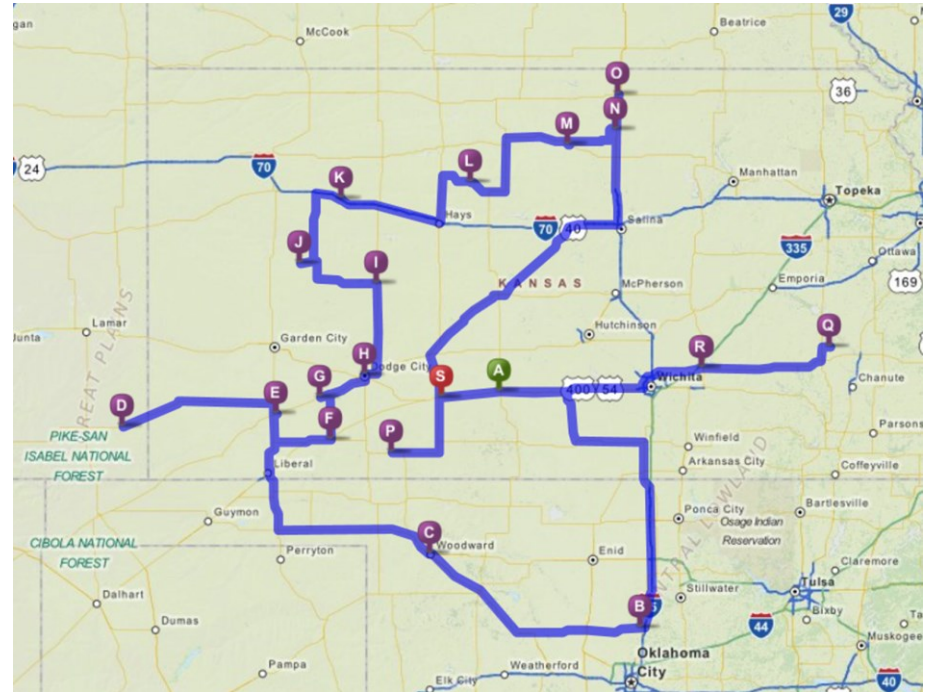 gan
McCook
Beatrice
29
O
36
N
M
24
70
L
Manhattan
K
Topeka
Hays
70
40
Salina
J
335
Ottawa
I
KANSAS
McPherson
Emporia
169
Lamar
Junta
Hutchinson
Q
Garden City
R
H
Dodge City
A
S
G
400
54
Wichita
Chanute
E
D
GREAT PLAINS
F
P
Parsons
PIKE-SAN
ISABEL NATIONAL
FOREST
Winfield
Liberal
Arkansas City
Coffeyville
Guymon
Ponca City
Bartlesville
Osage Indian
Reservation
CIBOLA NATIONAL
FOREST
C
Woodward
Perryton
Enid
CENTRAL LOWLAND
Claremore
Dalhart
Stillwater
Tulsa
B
Bixby
Ta
Dumas
44
Muskogee
Oklahoma
City
Pampa
Weatherford
Elk City
40